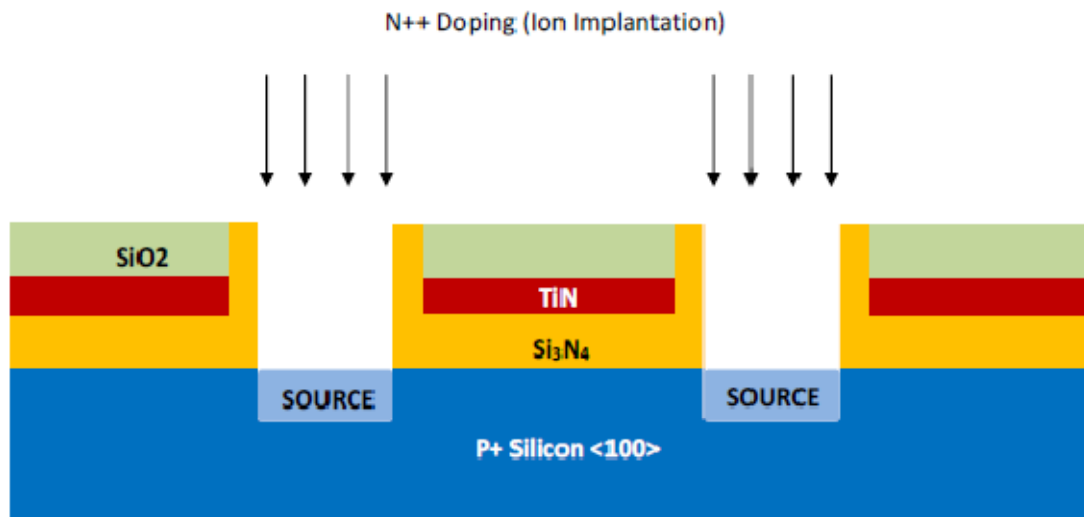 N++ Doping (Ion Implantation)
SiO2
TiN
Si₃N₄
SOURCE
SOURCE
P+ Silicon <100>